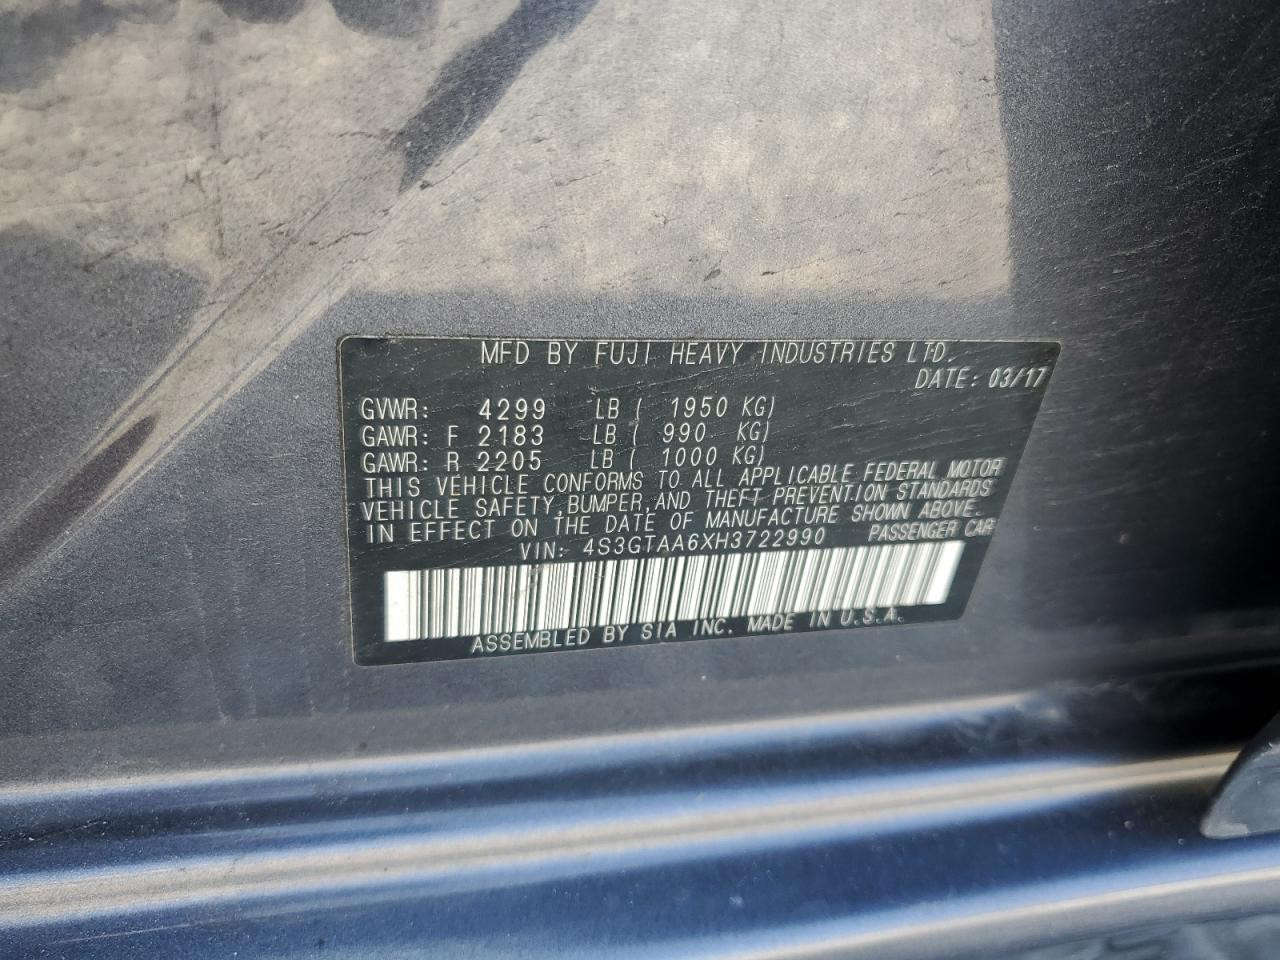 MFD BY FUJI HEAVY INDUSTRIES LTD.
DATE: 03/17
GVWR: 4299 LB ( 1950 KG)
GAWR: F 2183 LB ( 990 KG)
GAWR: R 2205 LB ( 1000 KG)
THIS VEHICLE CONFORMS TO ALL APPLICABLE FEDERAL MOTOR
VEHICLE SAFETY, BUMPER, AND THEFT PREVENTION STANDARDS
IN EFFECT ON THE DATE OF MANUFACTURE SHOWN ABOVE.
VIN: 4S3GTAA6XH3722990 PASSENGER CAR
ASSEMBLED BY SIA INC. MADE IN U.S.A.